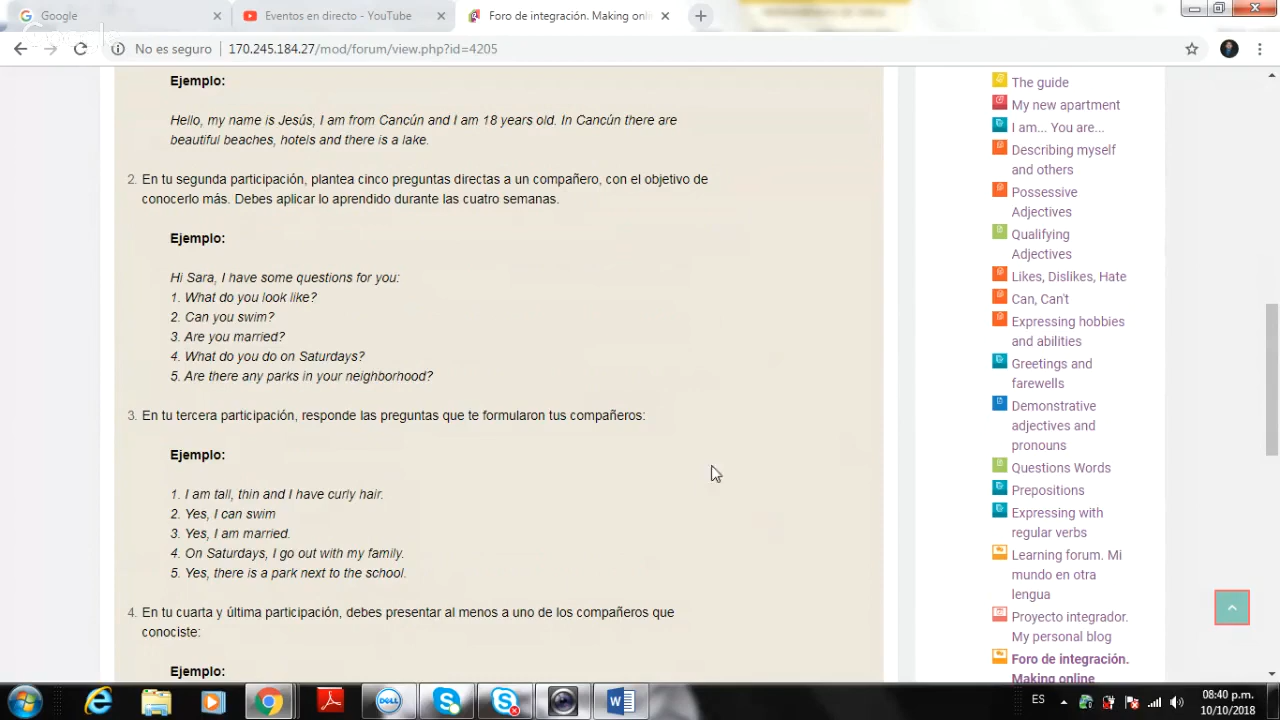 Google
Eventos en directo - YouTube
Foro de integración. Making onlin
No es seguro
170.245.184.27/mod/forum/view.php?id=4205
Ejemplo:
Hello, my name is Jesús, I am from Cancún and I am 18 years old. In Cancún there are
beautiful beaches, hotels and there is a lake.
2. En tu segunda participación, plantea cinco preguntas directas a un compañero, con el objetivo de
conocerlo más. Debes aplicar lo aprendido durante las cuatro semanas.
Ejemplo:
Hi Sara, I have some questions for you:
1. What do you look like?
2. Can you swim?
3. Are you married?
4. What do you do on Saturdays?
5. Are there any parks in your neighborhood?
3. En tu tercera participación, responde las preguntas que te formularon tus compañeros:
Ejemplo:
1. I am tall, thin and I have curly hair.
2. Yes, I can swim
3. Yes, I am married.
4. On Saturdays, I go out with my family.
5. Yes, there is a park next to the school.
4. En tu cuarta y última participación, debes presentar al menos a uno de los compañeros que
conociste:
Ejemplo:
The guide
My new apartment
I am... You are...
Describing myself
and others
Possessive
Adjectives
Qualifying
Adjectives
Likes, Dislikes, Hate
Can, Can't
Expressing hobbies
and abilities
Greetings and
farewells
Demonstrative
adjectives and
pronouns
Questions Words
Prepositions
Expressing with
regular verbs
Learning forum. Mi
mundo en otra
lengua
Proyecto integrador.
My personal blog
Foro de integración.
Making online
DELL
ES
08:40 p.m.
10/10/2018